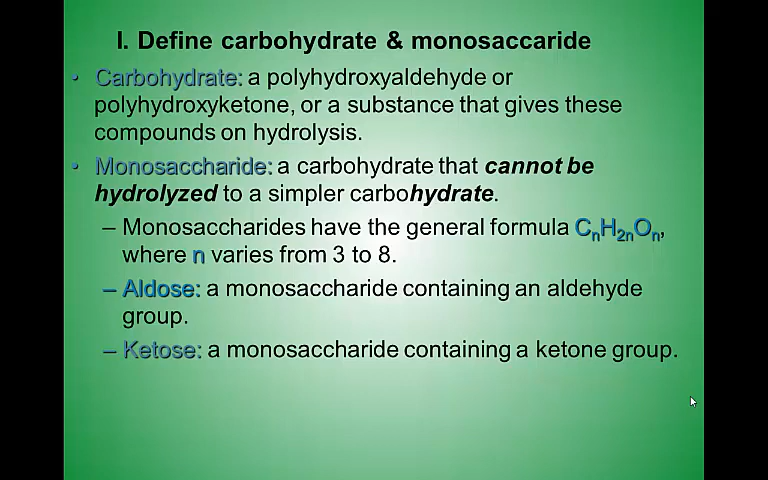 I. Define carbohydrate & monosaccaride
• Carbohydrate: a polyhydroxyaldehyde or
polyhydroxyketone, or a substance that gives these
compounds on hydrolysis.
• Monosaccharide: a carbohydrate that cannot be
hydrolyzed to a simpler carbohydrate.
– Monosaccharides have the general formula CnH2nOn,
where n varies from 3 to 8.
– Aldose: a monosaccharide containing an aldehyde
group.
– Ketose: a monosaccharide containing a ketone group.